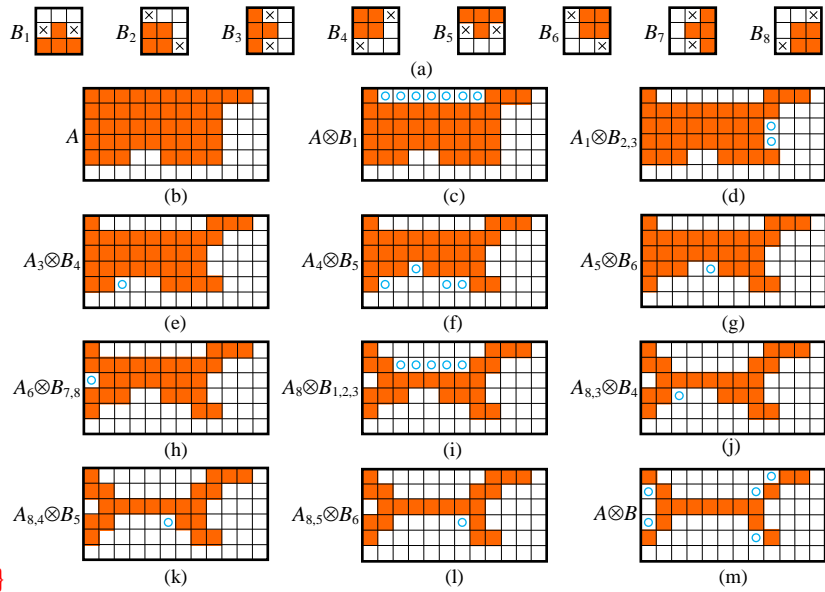 B₁ B₂ B₃ B₄ B₅ B₆ B₇ B₈
(a)
A A⊗B₁ A₁⊗B₂,₃
(b) (c) (d)
A₃⊗B₄ A₄⊗B₅ A₅⊗B₆
(e) (f) (g)
A₆⊗B₇,₈ A₈⊗B₁,₂,₃ A₈,₃⊗B₄
(h) (i) (j)
A₈,₄⊗B₅ A₈,₅⊗B₆ A⊗B
(k) (l) (m)